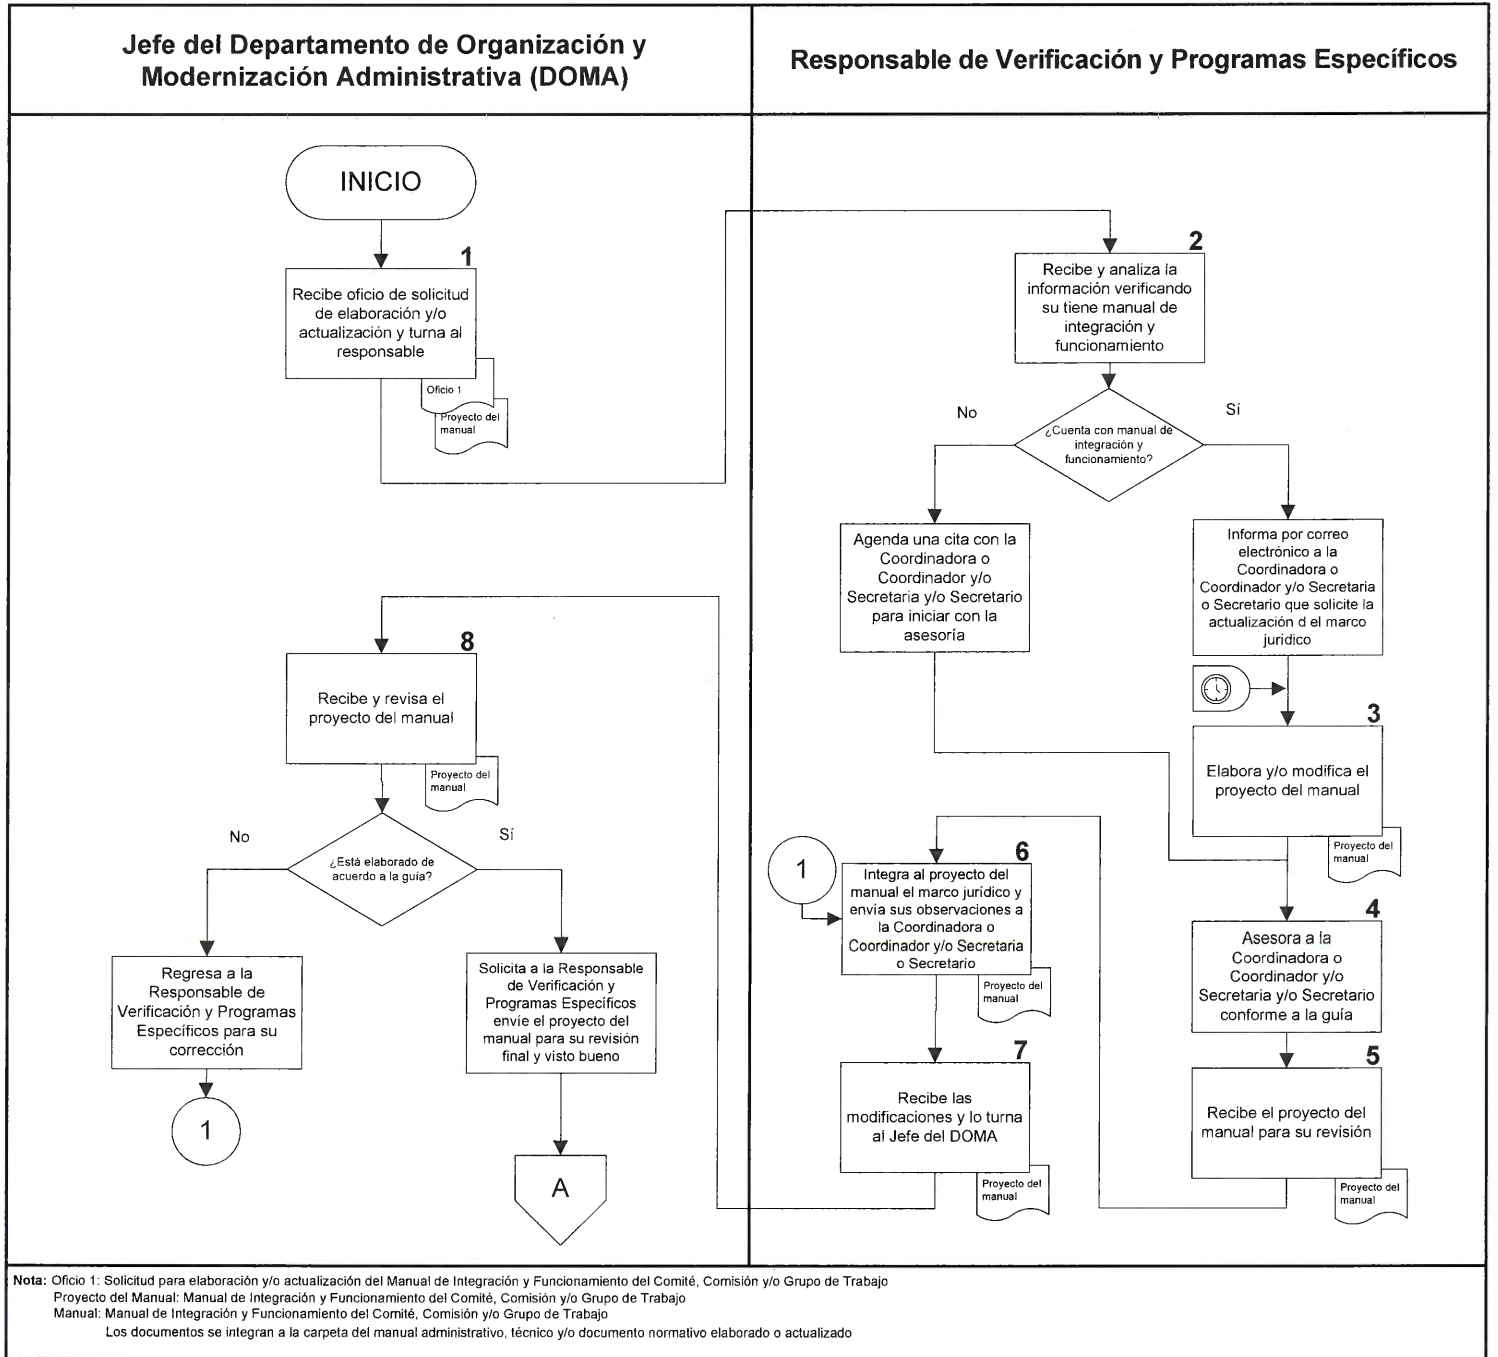 Jefe del Departamento de Organización y
Modernización Administrativa (DOMA)
Responsable de Verificación y Programas Específicos
INICIO
1
Recibe oficio de solicitud
de elaboración y/o
actualización y turna al
responsable
Oficio 1
Proyecto del
manual
2
Recibe y analiza la
información verificando
su tiene manual de
integración y
funcionamiento
No
Sí
¿Cuenta con manual de
integración y
funcionamiento?
Agenda una cita con la
Coordinadora o
Coordinador y/o
Secretaria y/o Secretario
para iniciar con la
asesoría
Informa por correo
electrónico a la
Coordinadora o
Coordinador y/o Secretaria
o Secretario que solicite la
actualización d el marco
jurídico
3
Elabora y/o modifica el
proyecto del manual
Proyecto del
manual
4
Asesora a la
Coordinadora o
Coordinador y/o
Secretaria y/o Secretario
conforme a la guía
5
Recibe el proyecto del
manual para su revisión
Proyecto del
manual
1
6
Integra al proyecto del
manual el marco jurídico y
envía sus observaciones a
la Coordinadora o
Coordinador y/o Secretaria
o Secretario
Proyecto del
manual
7
Recibe las
modificaciones y lo turna
al Jefe del DOMA
Proyecto del
manual
8
Recibe y revisa el
proyecto del manual
Proyecto del
manual
No
Sí
¿Está elaborado de
acuerdo a la guía?
Regresa a la
Responsable de
Verificación y Programas
Específicos para su
corrección
1
Solicita a la Responsable
de Verificación y
Programas Específicos
envíe el proyecto del
manual para su revisión
final y visto bueno
A
Nota: Oficio 1: Solicitud para elaboración y/o actualización del Manual de Integración y Funcionamiento del Comité, Comisión y/o Grupo de Trabajo
Proyecto del Manual: Manual de Integración y Funcionamiento del Comité, Comisión y/o Grupo de Trabajo
Manual: Manual de Integración y Funcionamiento del Comité, Comisión y/o Grupo de Trabajo
Los documentos se integran a la carpeta del manual administrativo, técnico y/o documento normativo elaborado o actualizado